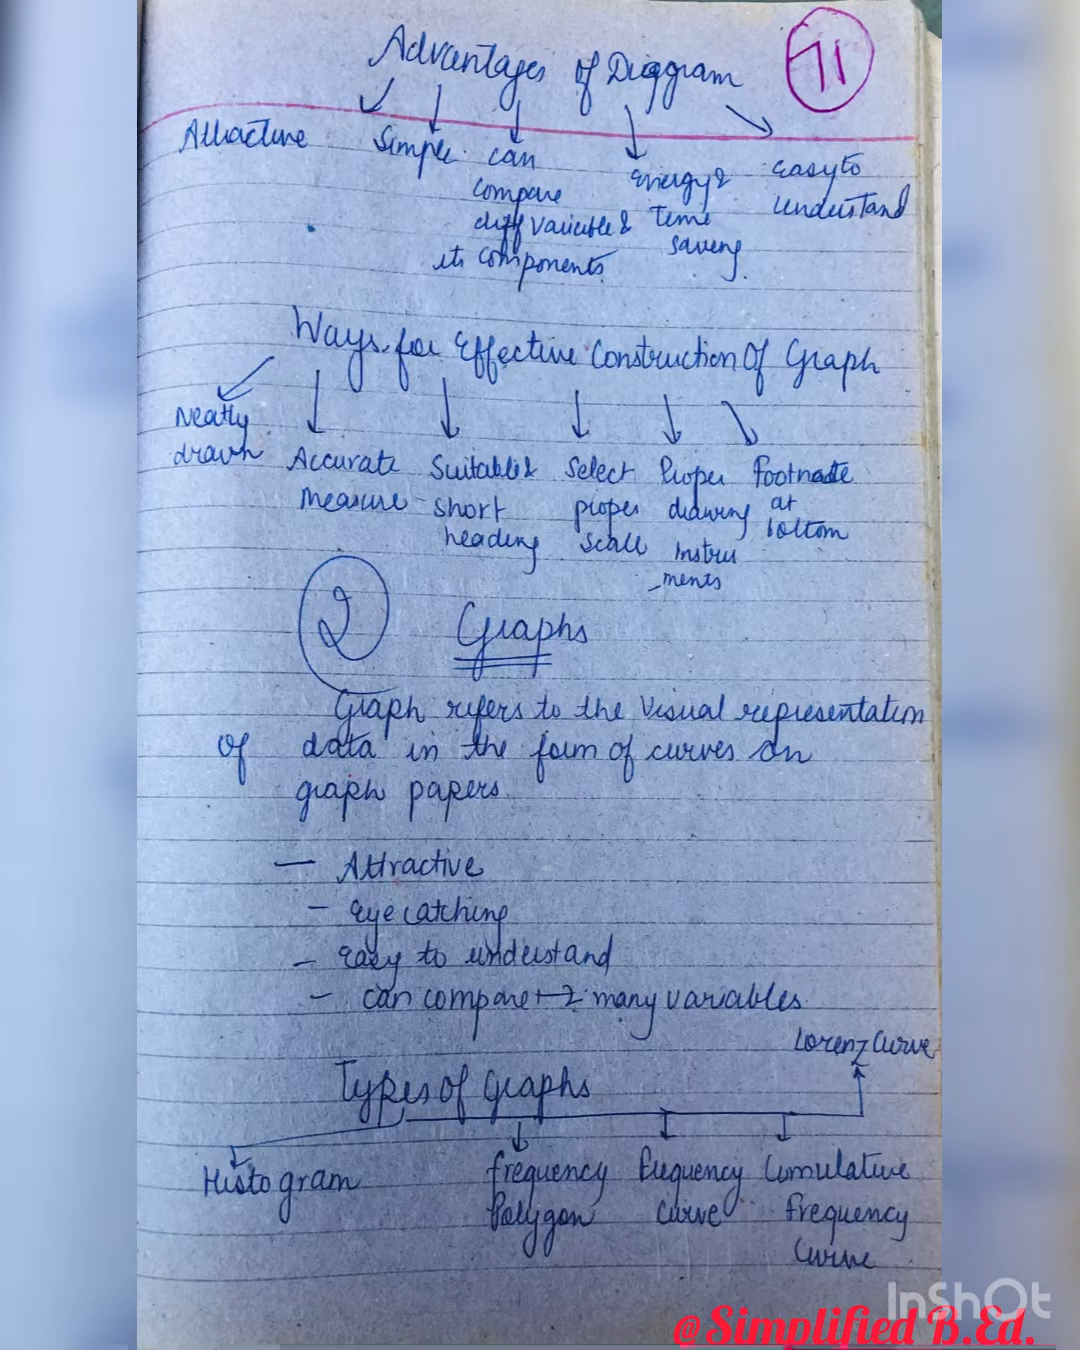 Advantages of Diagram
71
Attractive
Simple
can
compare
diff variable &
its components
Energy &
time
saving
easy to
understand
Ways for Effective Construction Of Graph
Neatly
drawn
Accurate
measure
Suitable &
short
heading
Select
proper
scale
Proper
drawing
instru
-ments
Footnote
at
bottom
2 Graphs
Graph refers to the visual representation
of data in the form of curves on
graph papers.
— Attractive
— eye catching
— easy to understand
— can compare 2 many variables
Lorenz Curve
Types of Graphs
Histogram
frequency
Polygon
frequency
curve
Cumulative
frequency
curve
InShOt
@Simplified B.Ed.